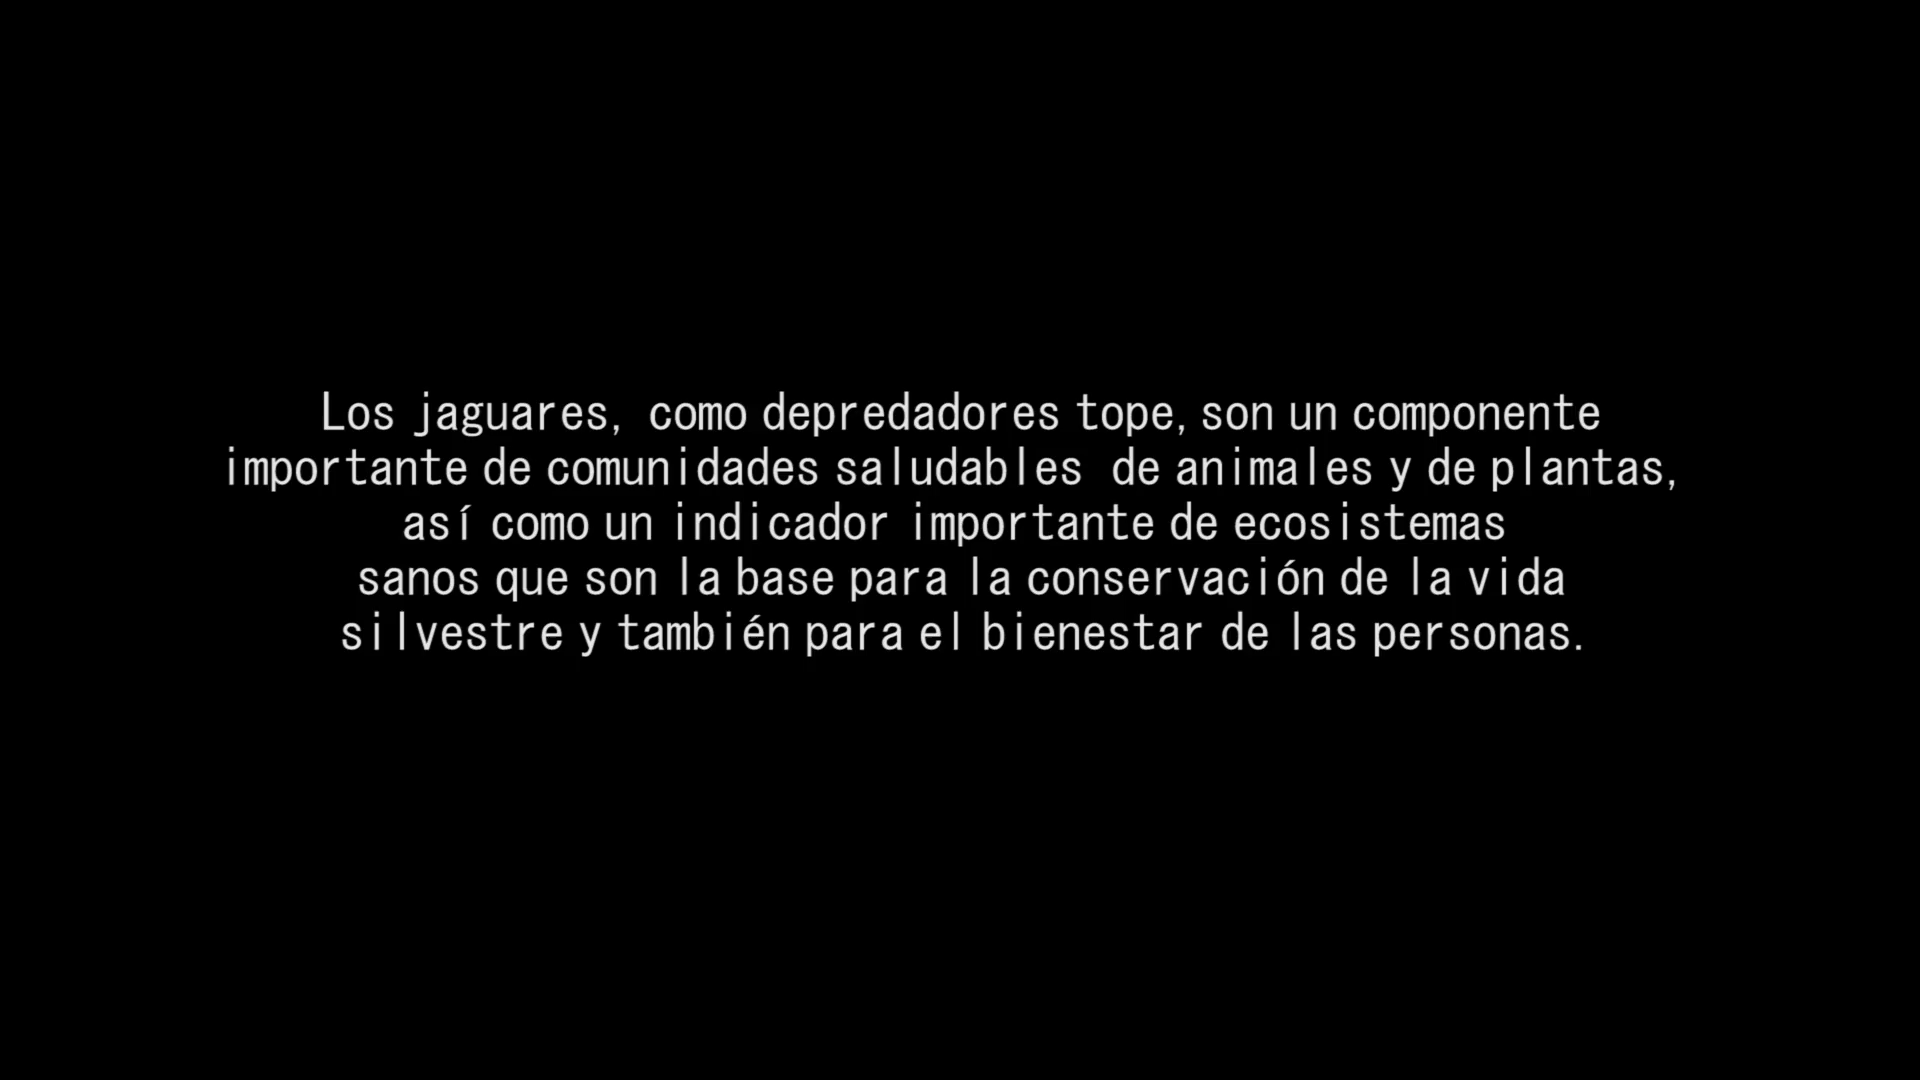 Los jaguares, como depredadores tope, son un componente
importante de comunidades saludables de animales y de plantas,
así como un indicador importante de ecosistemas
sanos que son la base para la conservación de la vida
silvestre y también para el bienestar de las personas.